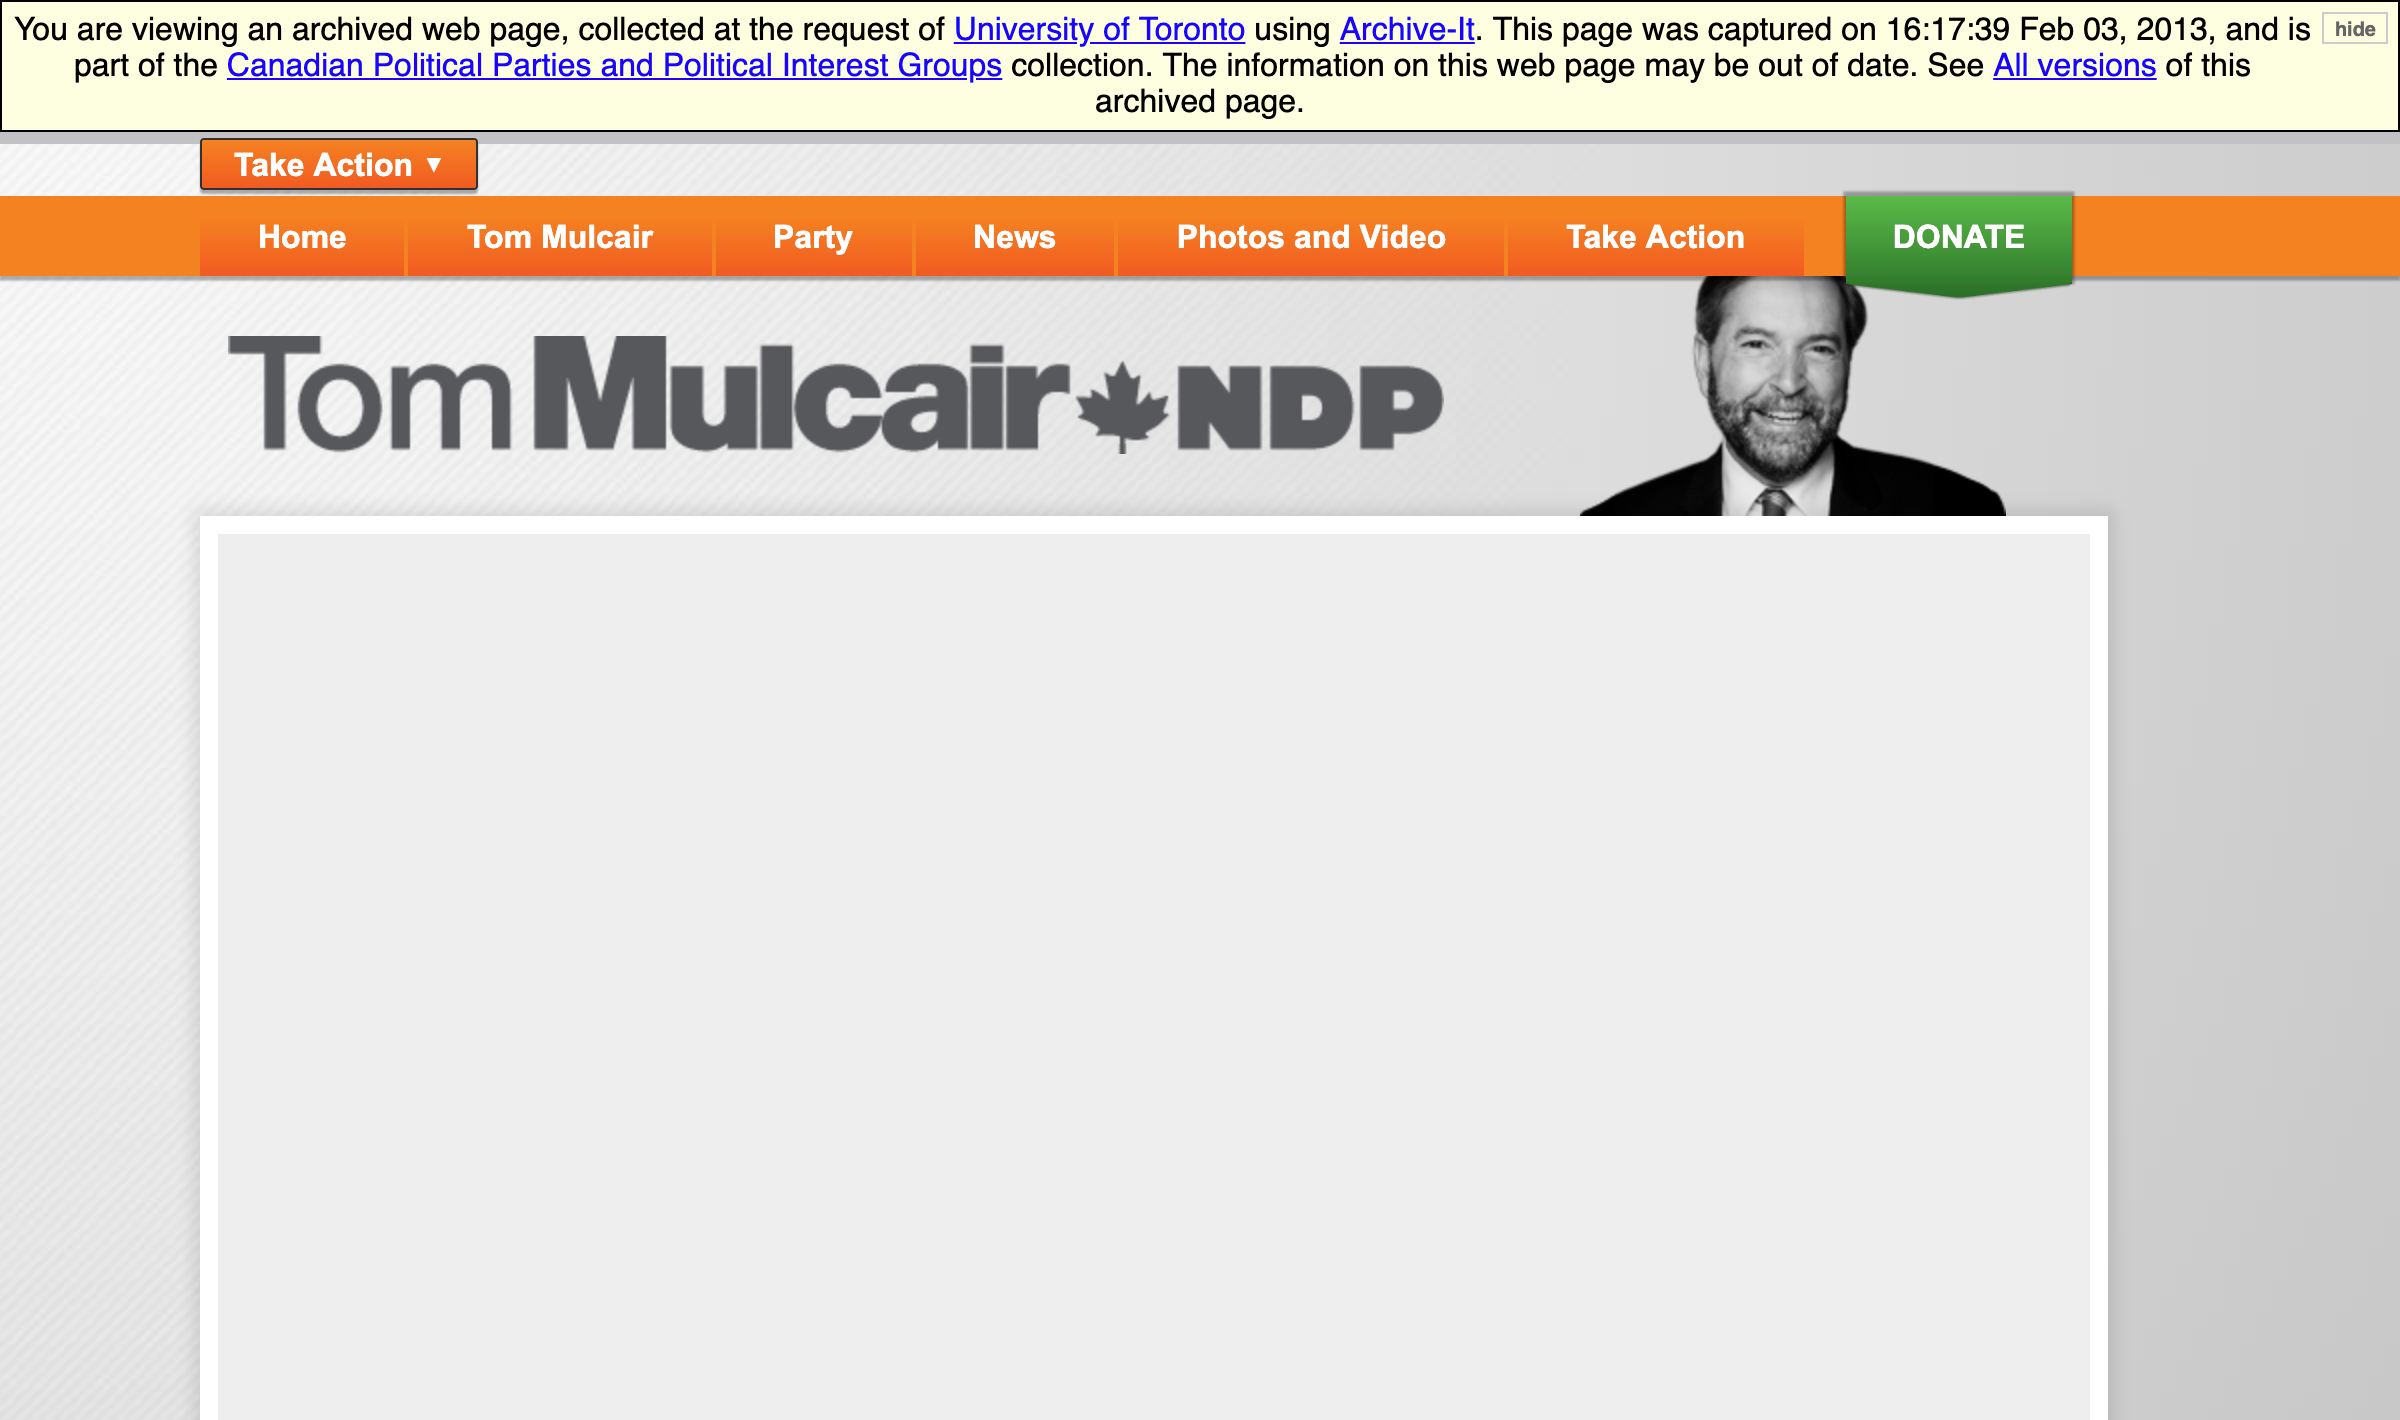 You are viewing an archived web page, collected at the request of University of Toronto using Archive-It. This page was captured on 16:17:39 Feb 03, 2013, and is hide
part of the Canadian Political Parties and Political Interest Groups collection. The information on this web page may be out of date. See All versions of this
archived page.
Take Action ▼
Home Tom Mulcair Party News Photos and Video Take Action DONATE
Tom Mulcair NDP